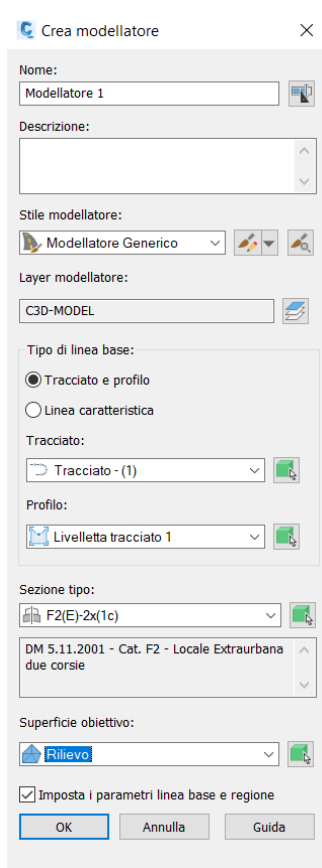 Crea modellatore
Nome:
Modellatore 1
Descrizione:
Stile modellatore:
Modellatore Generico
Layer modellatore:
C3D-MODEL
Tipo di linea base:
Tracciato e profilo
Linea caratteristica
Tracciato:
Tracciato - (1)
Profilo:
Livelletta tracciato 1
Sezione tipo:
F2(E)-2x(1c)
DM 5.11.2001 - Cat. F2 - Locale Extraurbana
due corsie
Superficie obiettivo:
Rilievo
Imposta i parametri linea base e regione
OK Annulla Guida